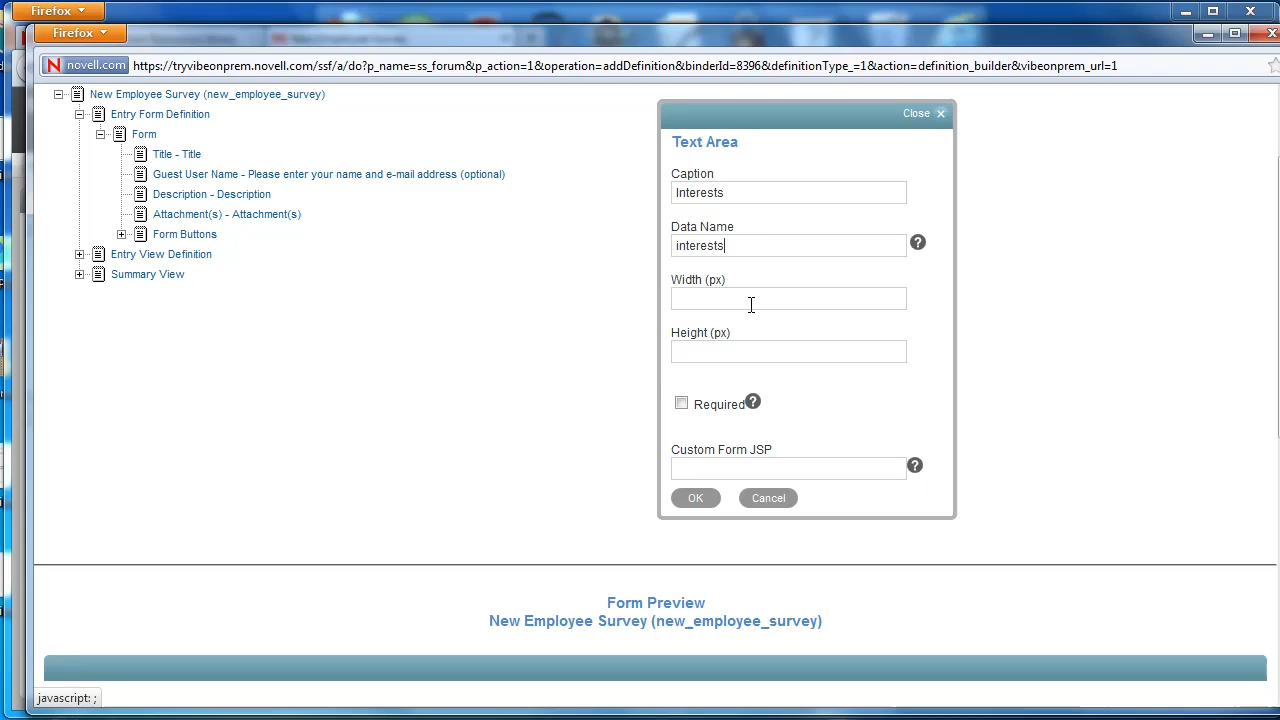 Firefox
Firefox
novell.com https://tryvibeonprem.novell.com/ssf/a/do?p_name=ss_forum&p_action=1&operation=addDefinition&binderId=8396&definitionType_=1&action=definition_builder&vibeonprem_url=1
New Employee Survey (new_employee_survey)
Entry Form Definition
Form
Title - Title
Guest User Name - Please enter your name and e-mail address (optional)
Description - Description
Attachment(s) - Attachment(s)
Form Buttons
Entry View Definition
Summary View
Close
Text Area
Caption
Interests
Data Name
interests
Width (px)
Height (px)
Required
Custom Form JSP
OK Cancel
Form Preview
New Employee Survey (new_employee_survey)
javascript: ;